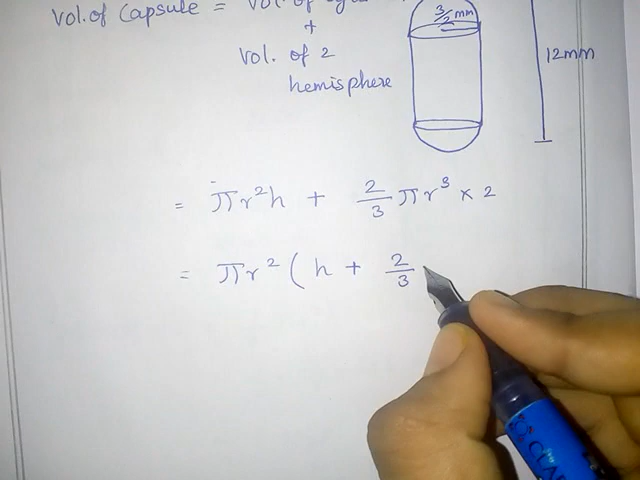 Vol. of Capsule = Vol. of
3/2 mm
+
Vol. of 2
hemisphere
12mm
= πr²h + 2/3 πr³ × 2
= πr² ( h + 2/3